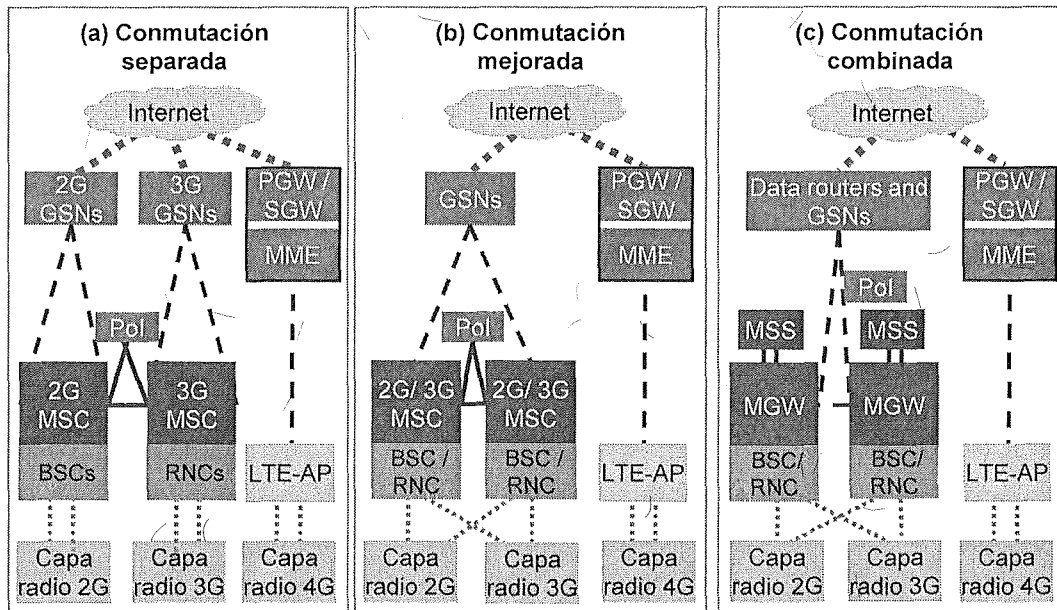 (a) Conmutación
separada
Internet
2G
GSNs
3G
GSNs
PGW /
SGW
MME
PoI
2G
MSC
3G
MSC
BSCs
RNCs
LTE-AP
Capa
radio 2G
Capa
radio 3G
Capa
radio 4G
(b) Conmutación
mejorada
Internet
GSNs
PGW /
SGW
MME
PoI
2G/ 3G
MSC
2G/ 3G
MSC
BSC /
RNC
BSC /
RNC
LTE-AP
Capa
radio 2G
Capa
radio 3G
Capa
radio 4G
(c) Conmutación
combinada
Internet
Data routers and
GSNs
PGW /
SGW
MME
PoI
MSS
MSS
MGW
MGW
BSC/
RNC
BSC/
RNC
LTE-AP
Capa
radio 2G
Capa
radio 3G
Capa
radio 4G